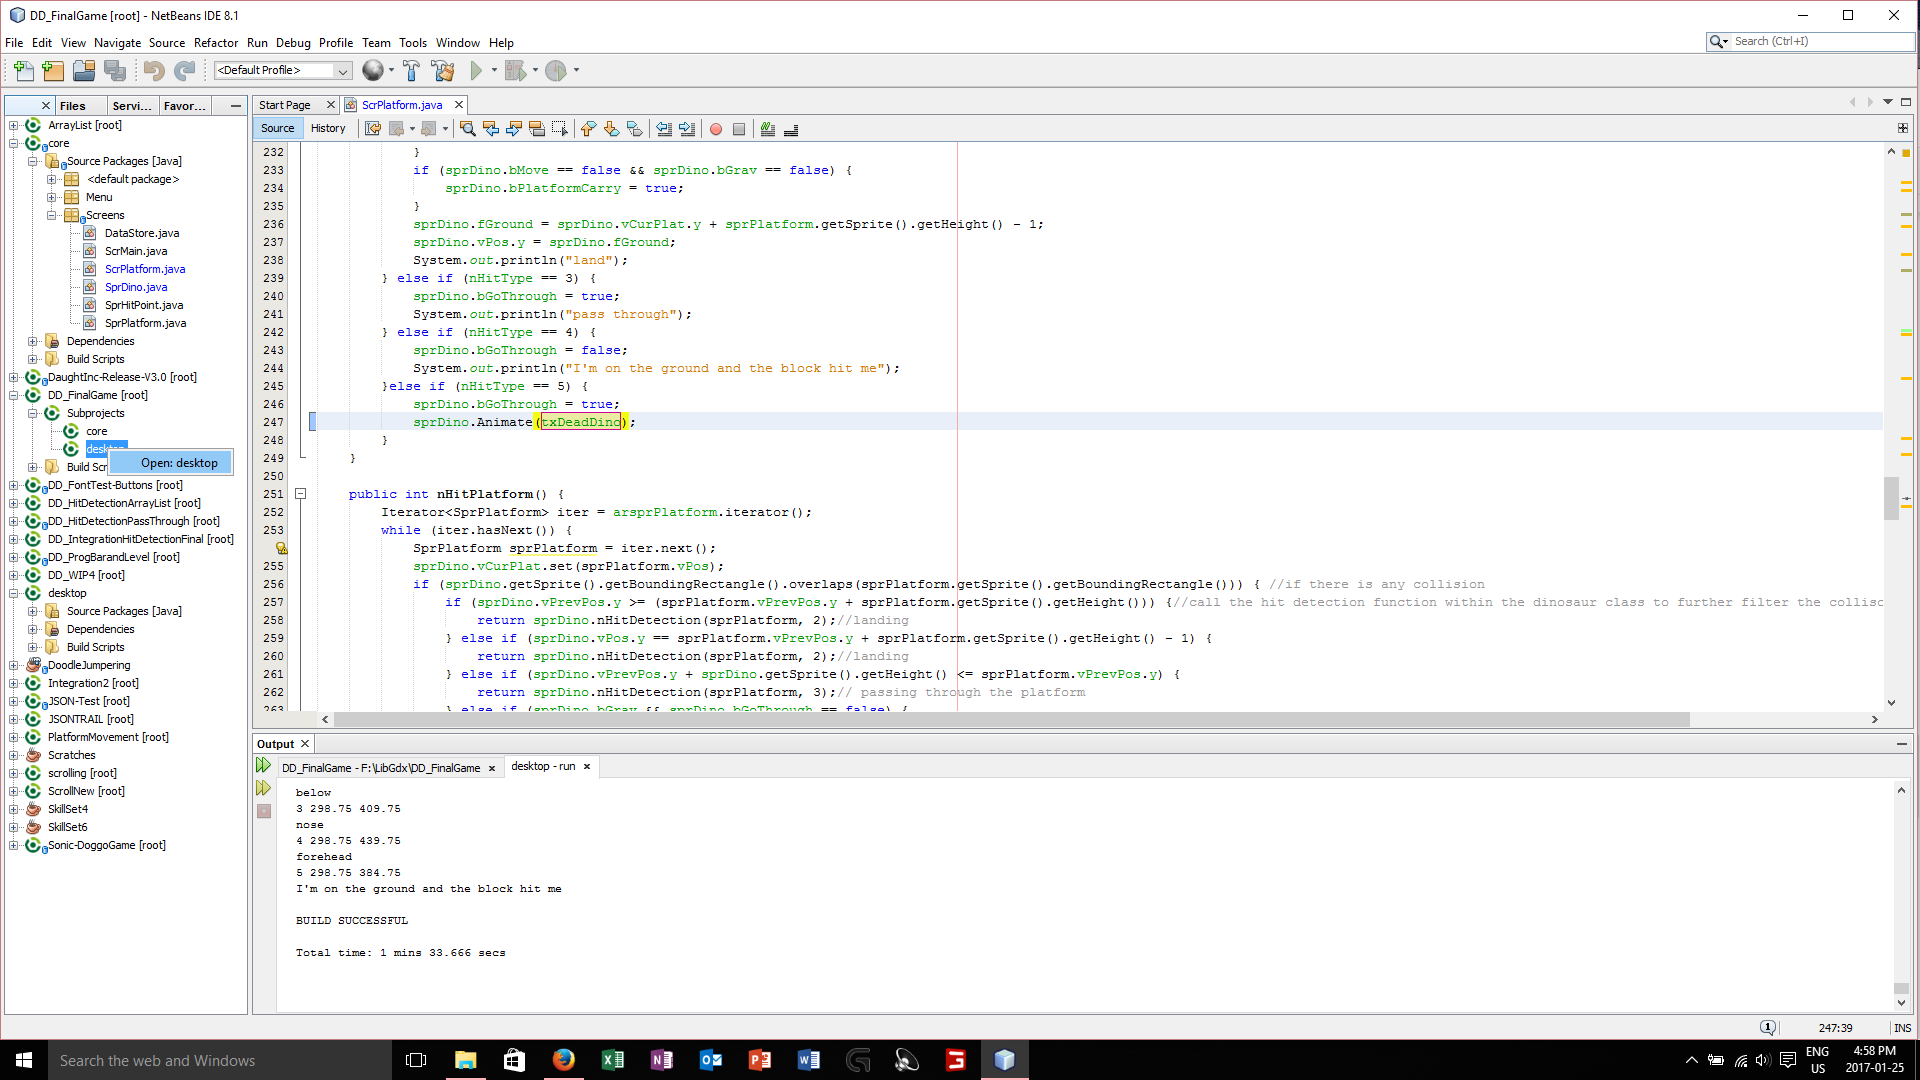 DD_FinalGame [root] - NetBeans IDE 8.1
File Edit View Navigate Source Refactor Run Debug Profile Team Tools Window Help
Search (Ctrl+I)
<Default Profile>
Files Servi... Favor...
ArrayList [root]
core
Source Packages [Java]
<default package>
Menu
Screens
DataStore.java
ScrMain.java
ScrPlatform.java
SprDino.java
SprHitPoint.java
SprPlatform.java
Dependencies
Build Scripts
DaughtInc-Release-V3.0 [root]
DD_FinalGame [root]
Subprojects
core
desktop
Open: desktop
Build Scr
DD_FontTest-Buttons [root]
DD_HitDetectionArrayList [root]
DD_HitDetectionPassThrough [root]
DD_IntegrationHitDetectionFinal [root]
DD_ProgBarandLevel [root]
DD_WIP4 [root]
desktop
Source Packages [Java]
Dependencies
Build Scripts
DoodleJumpering
Integration2 [root]
JSON-Test [root]
JSONTRAIL [root]
PlatformMovement [root]
Scratches
scrolling [root]
ScrollNew [root]
SkillSet4
SkillSet6
Sonic-DoggoGame [root]
Start Page ScrPlatform.java
Source History
232 }
233 if (sprDino.bMove == false && sprDino.bGrav == false) {
234 sprDino.bPlatformCarry = true;
235 }
236 sprDino.fGround = sprDino.vCurPlat.y + sprPlatform.getSprite().getHeight() - 1;
237 sprDino.vPos.y = sprDino.fGround;
238 System.out.println("land");
239 } else if (nHitType == 3) {
240 sprDino.bGoThrough = true;
241 System.out.println("pass through");
242 } else if (nHitType == 4) {
243 sprDino.bGoThrough = false;
244 System.out.println("I'm on the ground and the block hit me");
245 }else if (nHitType == 5) {
246 sprDino.bGoThrough = true;
247 sprDino.Animate(txDeadDino);
248 }
249 }
250
251 public int nHitPlatform() {
252 Iterator<SprPlatform> iter = arsprPlatform.iterator();
253 while (iter.hasNext()) {
SprPlatform sprPlatform = iter.next();
255 sprDino.vCurPlat.set(sprPlatform.vPos);
256 if (sprDino.getSprite().getBoundingRectangle().overlaps(sprPlatform.getSprite().getBoundingRectangle())) { //if there is any collision
257 if (sprDino.vPrevPos.y >= (sprPlatform.vPrevPos.y + sprPlatform.getSprite().getHeight())) {//call the hit detection function within the dinosaur class to further filter the collisc
258 return sprDino.nHitDetection(sprPlatform, 2);//landing
259 } else if (sprDino.vPos.y == sprPlatform.vPrevPos.y + sprPlatform.getSprite().getHeight() - 1) {
260 return sprDino.nHitDetection(sprPlatform, 2);//landing
261 } else if (sprDino.vPrevPos.y + sprDino.getSprite().getHeight() <= sprPlatform.vPrevPos.y) {
262 return sprDino.nHitDetection(sprPlatform, 3);// passing through the platform
263 } else if (sprDino.bGrav && sprDino.bGoThrough == false) {
Output
DD_FinalGame - F:\LibGdx\DD_FinalGame desktop - run
below
3 298.75 409.75
nose
4 298.75 439.75
forehead
5 298.75 384.75
I'm on the ground and the block hit me
BUILD SUCCESSFUL
Total time: 1 mins 33.666 secs
1 247:39 INS
Search the web and Windows
ENG
US
4:58 PM
2017-01-25